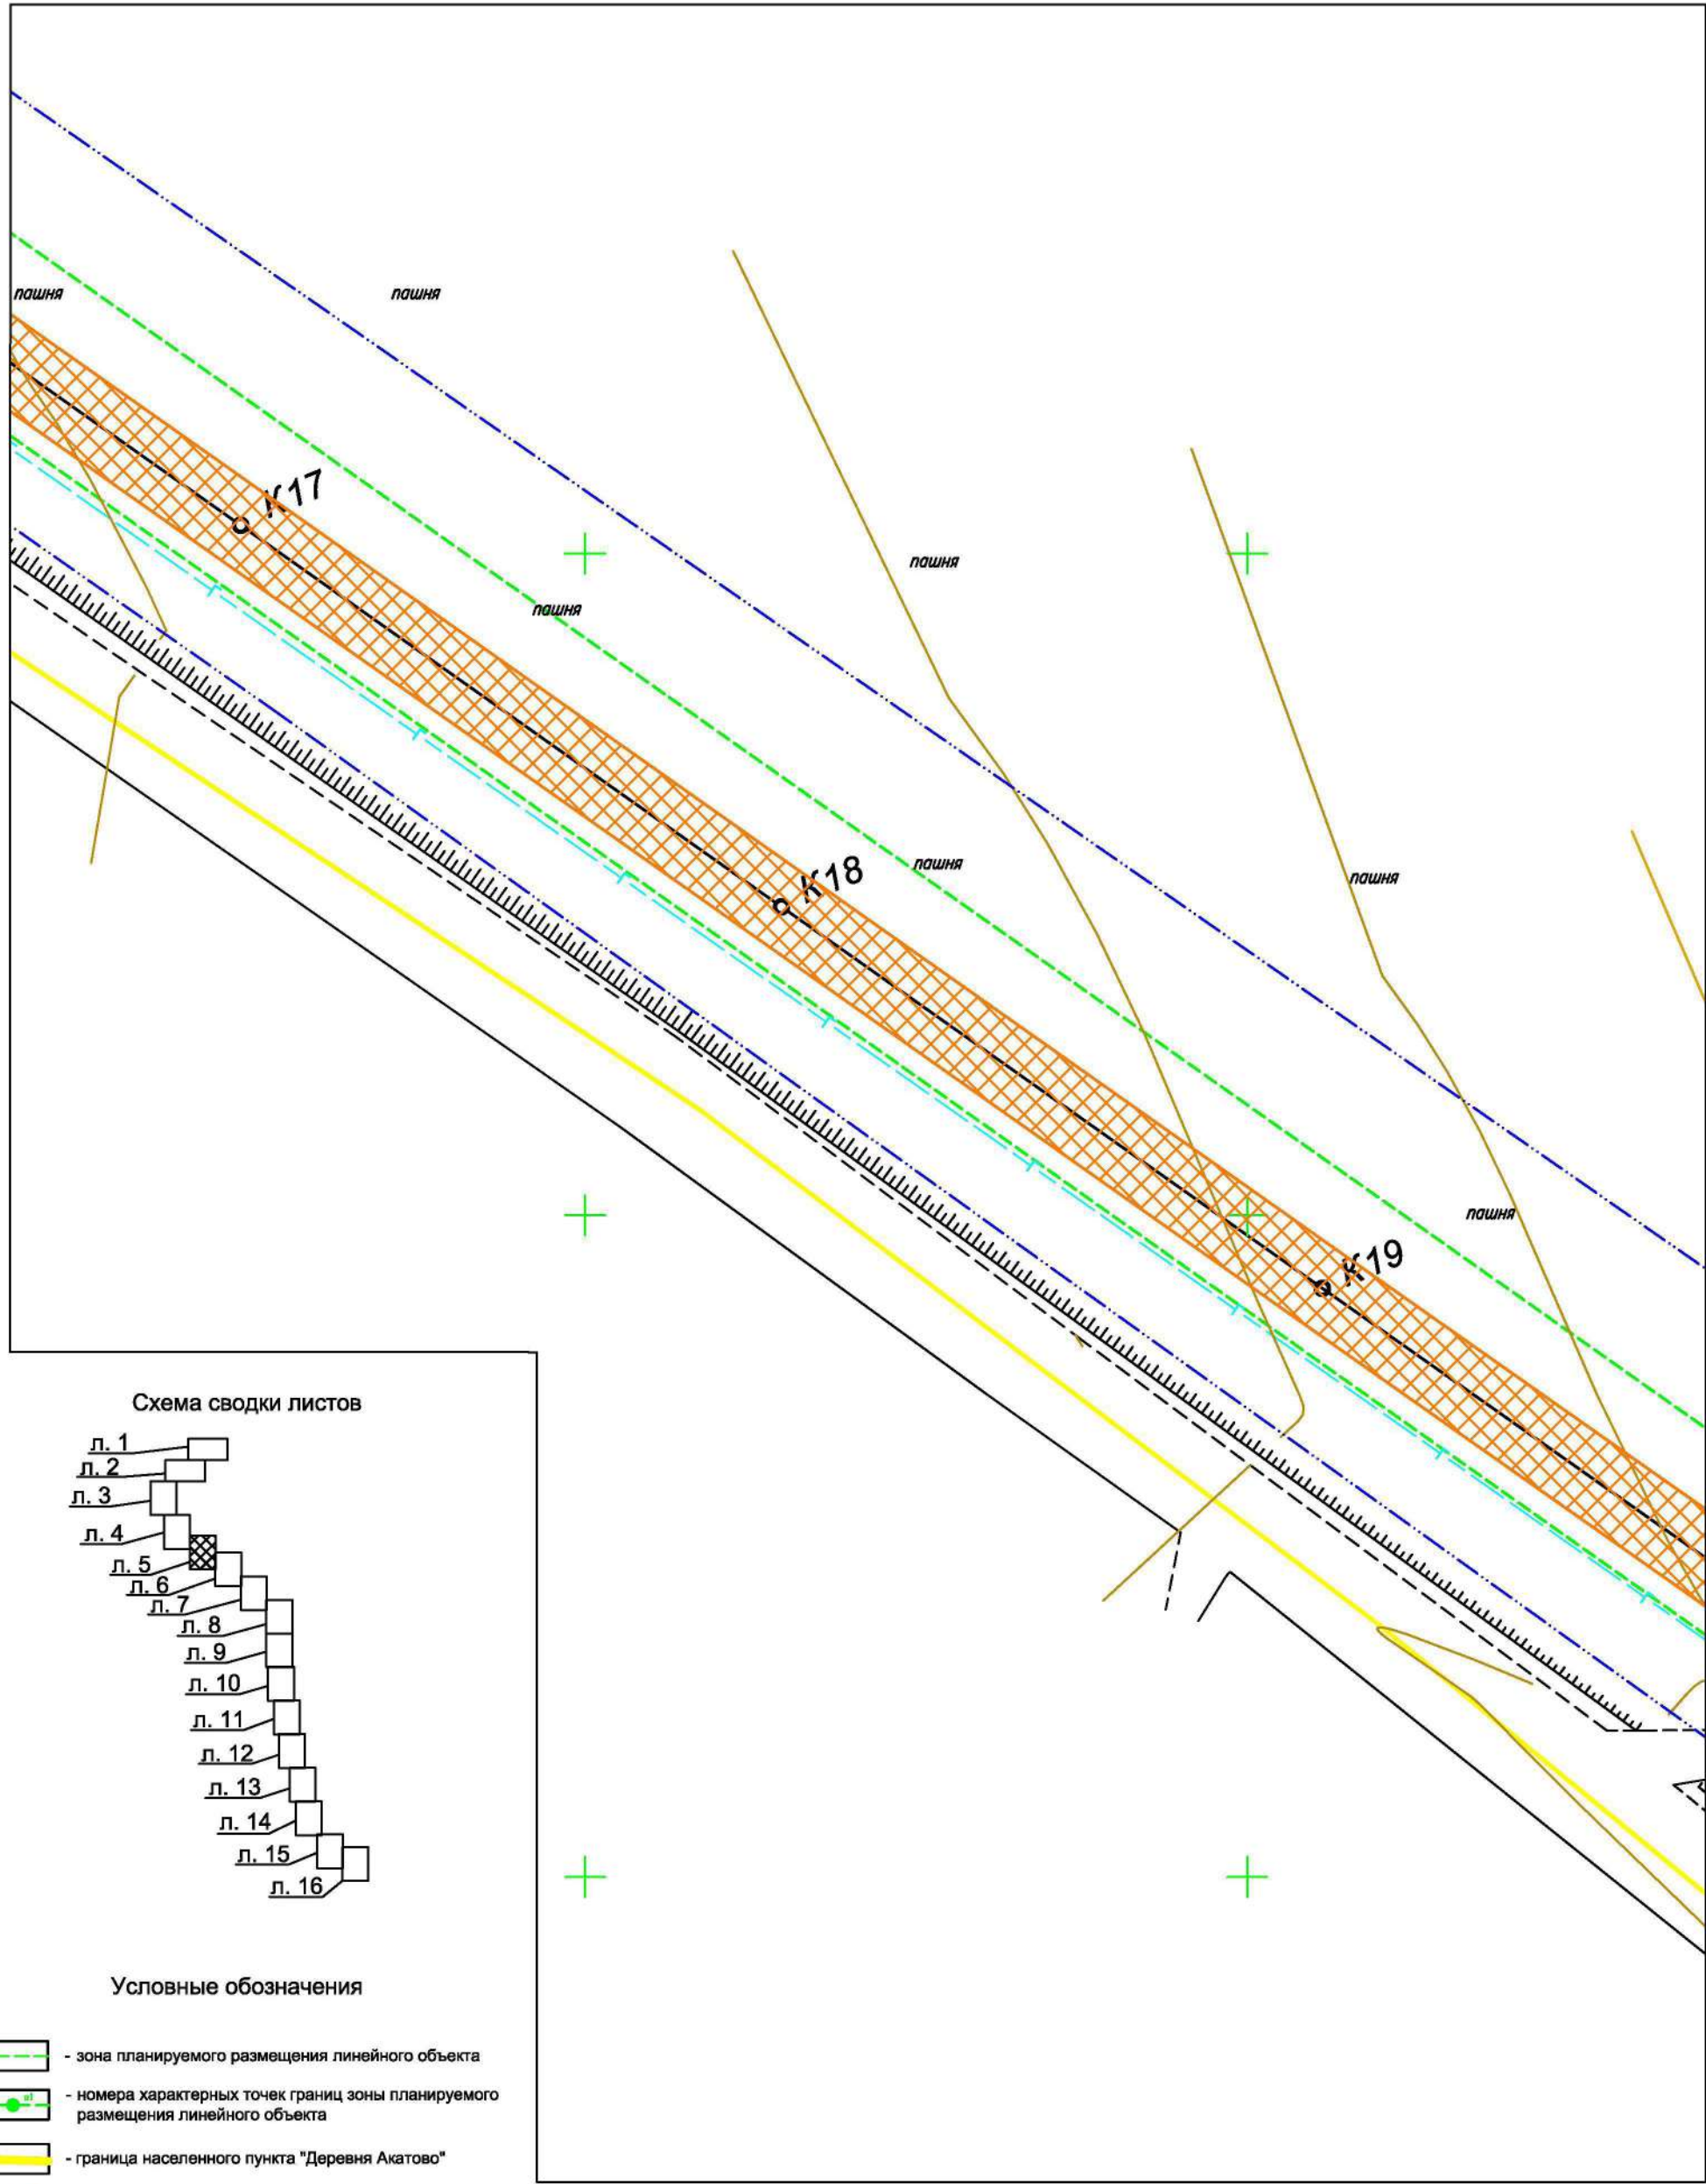 пашня
пашня
К17
пашня
пашня
К18
пашня
пашня
пашня
К19
Схема сводки листов
л. 1
л. 2
л. 3
л. 4
л. 5
л. 6
л. 7
л. 8
л. 9
л. 10
л. 11
л. 12
л. 13
л. 14
л. 15
л. 16
Условные обозначения
- зона планируемого размещения линейного объекта
- номера характерных точек границ зоны планируемого
размещения линейного объекта
- граница населенного пункта "Деревня Акатово"